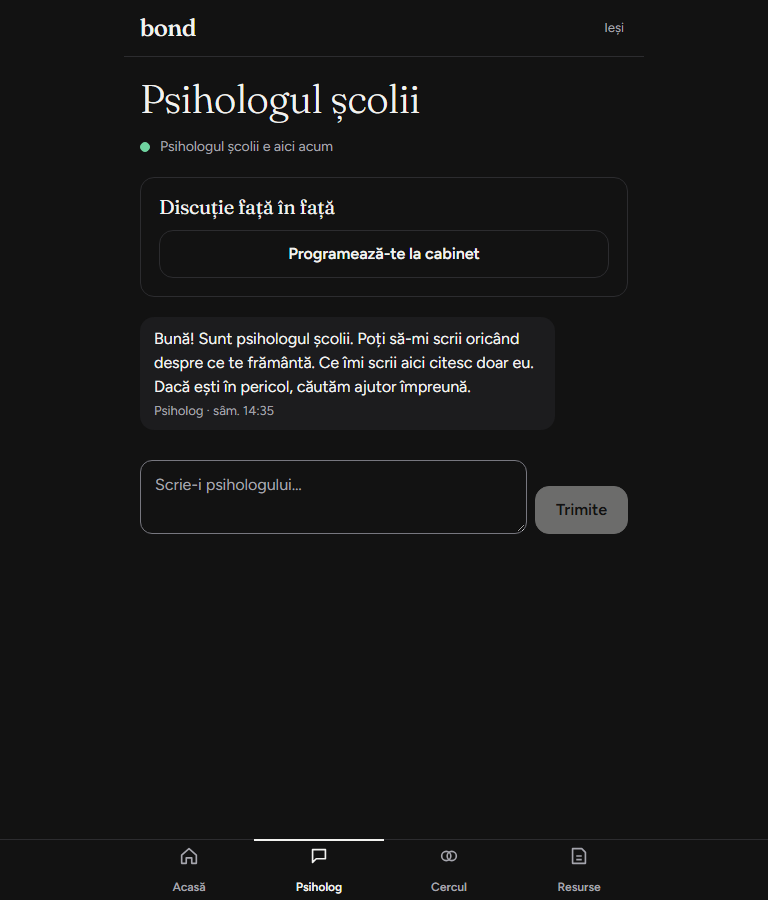 bond
Ieși
Psihologul școlii
Psihologul școlii e aici acum
Discuție față în față
Programează-te la cabinet
Bună! Sunt psihologul școlii. Poți să-mi scrii oricând
despre ce te frământă. Ce îmi scrii aici citesc doar eu.
Dacă ești în pericol, căutăm ajutor împreună.
Psiholog · sâm. 14:35
Scrie-i psihologului...
Trimite
Acasă
Psiholog
Cercul
Resurse